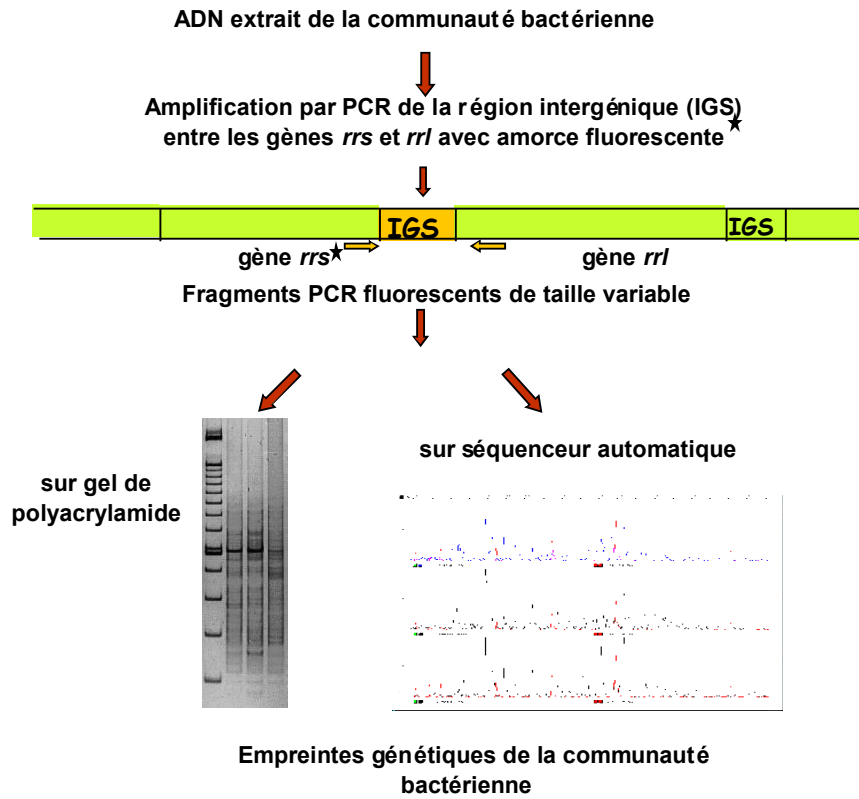 ADN extrait de la communauté bactérienne
Amplification par PCR de la région intergénique (IGS)
entre les gènes rrs et rrl avec amorce fluorescente
IGS
IGS
gène rrs
gène rrl
Fragments PCR fluorescents de taille variable
sur séquenceur automatique
sur gel de
polyacrylamide
Empreintes génétiques de la communauté
bactérienne